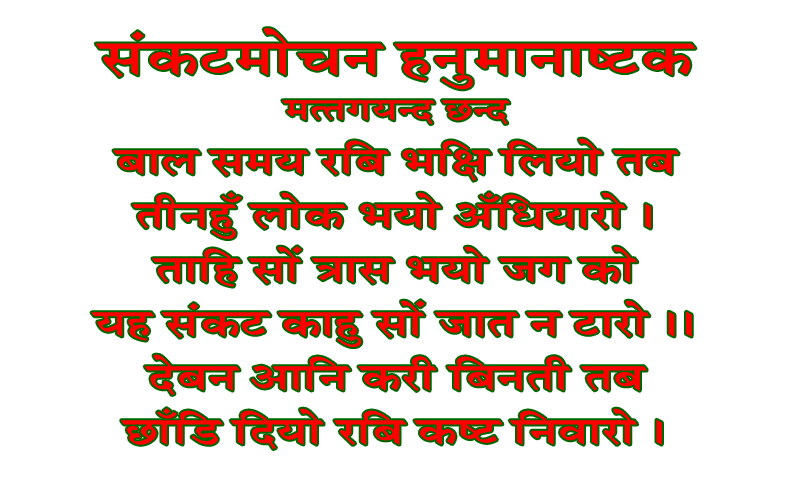 संकटमोचन हनुमानाष्टक
मत्तगयन्द छन्द
बाल समय रबि भक्षि लियो तब
तीनहुँ लोक भयो अँधियारो ।
ताहि सों त्रास भयो जग को
यह संकट काहु सों जात न टारो ।।
देबन आनि करी बिनती तब
छाँडि दियो रबि कष्ट निवारो ।